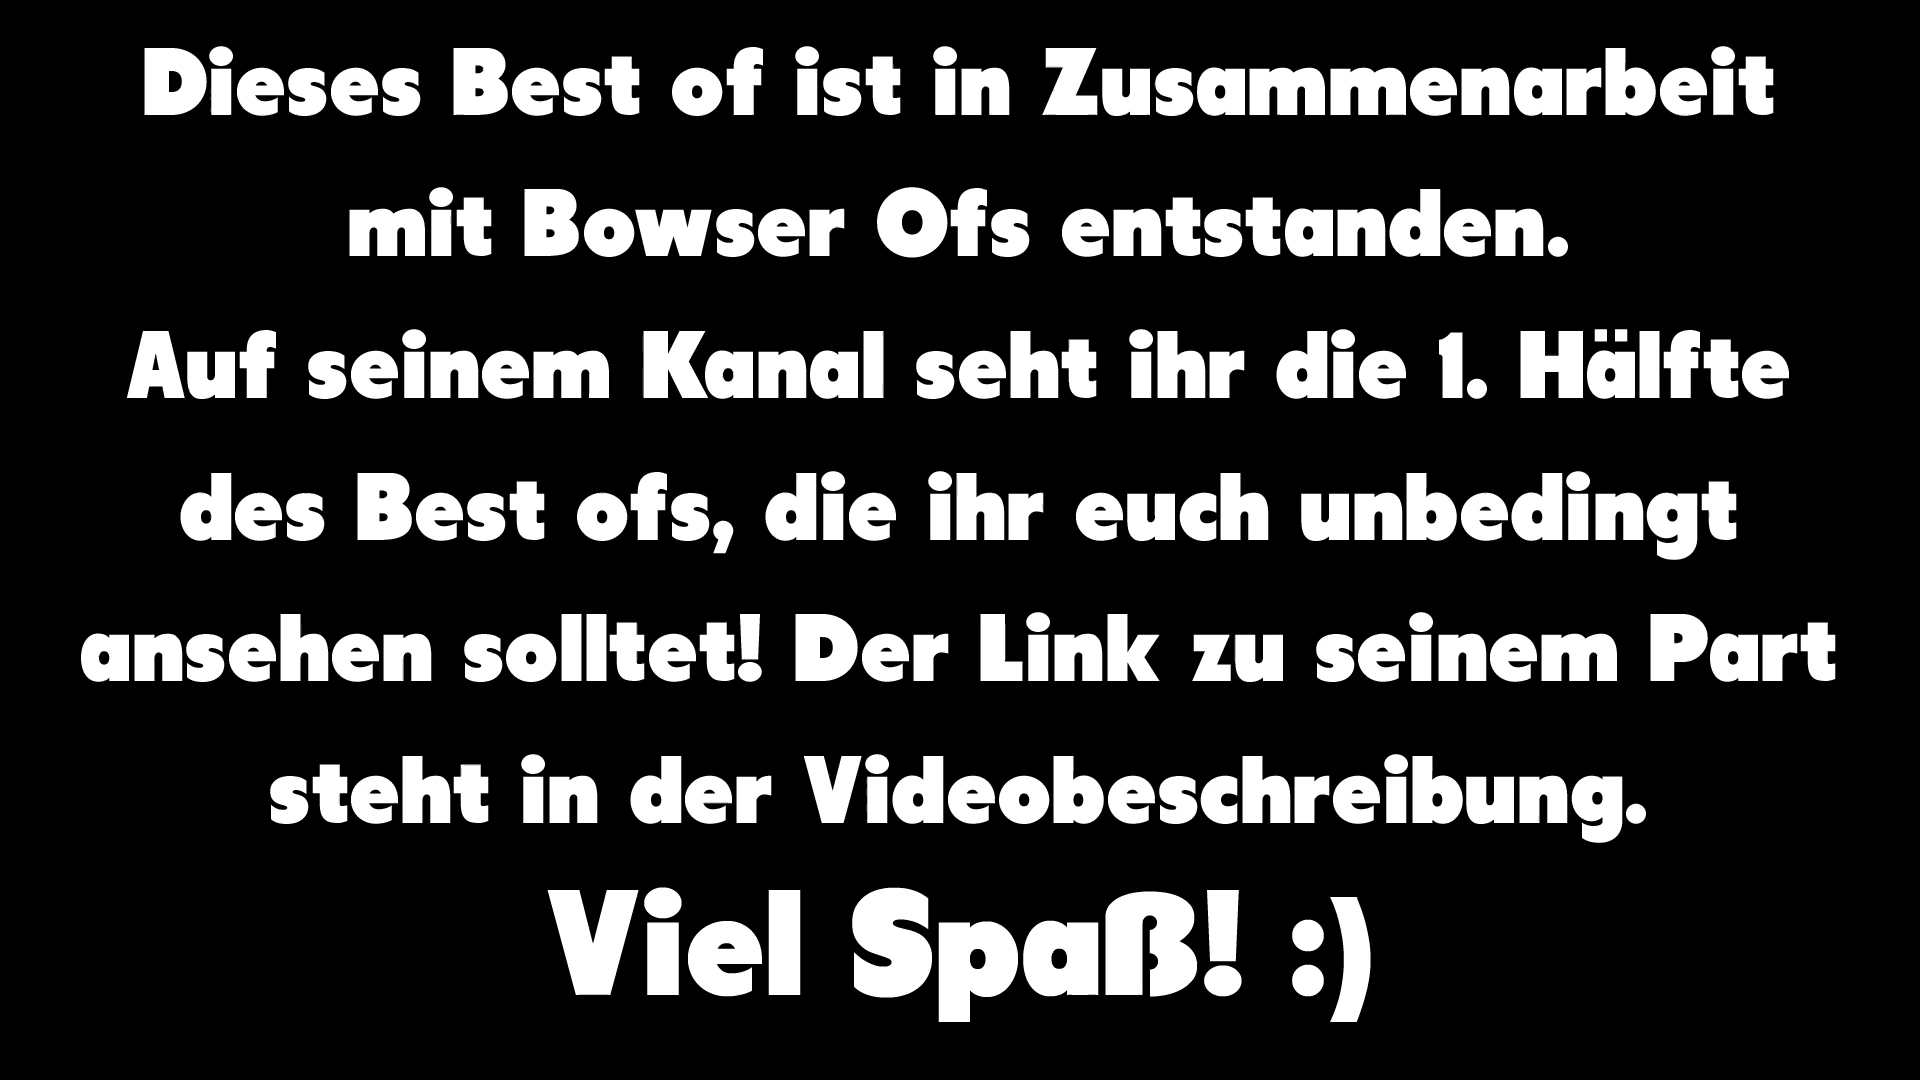 Dieses Best of ist in Zusammenarbeit
mit Bowser Ofs entstanden.
Auf seinem Kanal seht ihr die 1. Hälfte
des Best ofs, die ihr euch unbedingt
ansehen solltet! Der Link zu seinem Part
steht in der Videobeschreibung.
Viel Spaß! :)